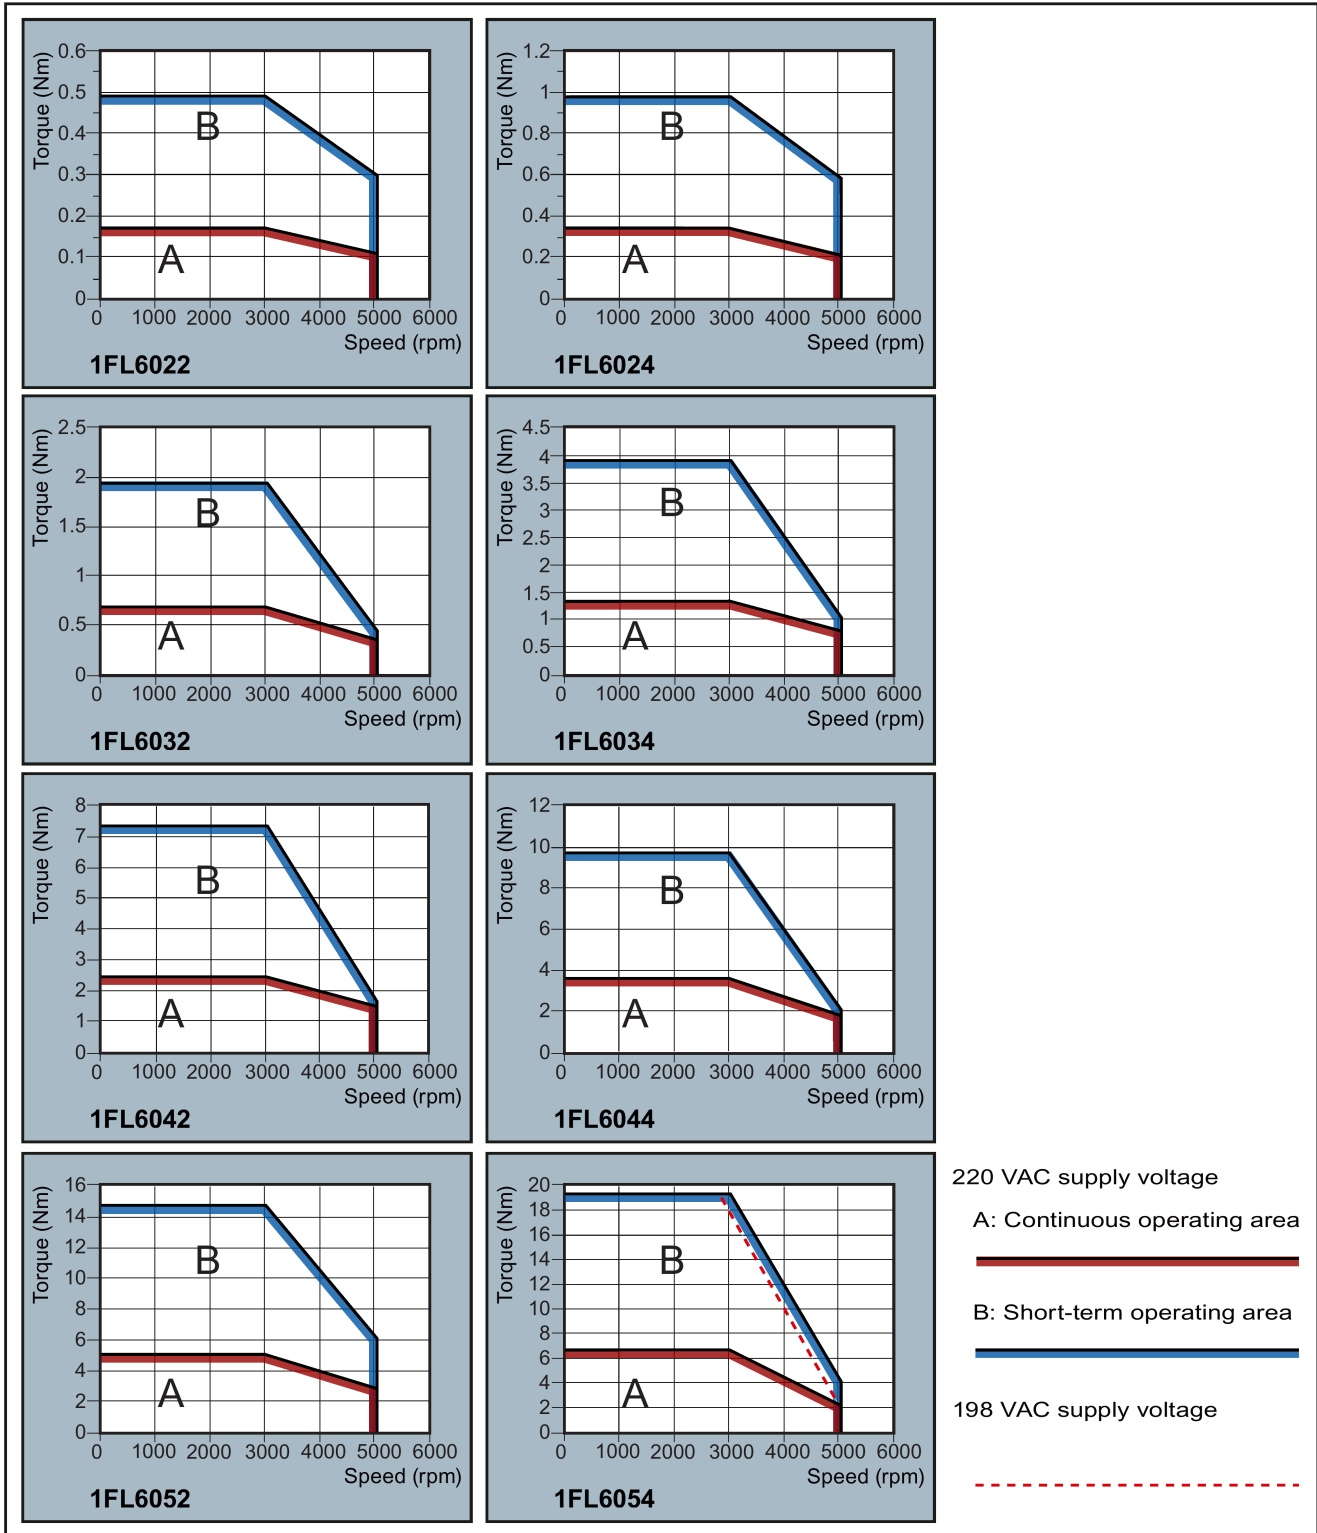 Torque (Nm)
0.6
0.5
0.4
0.3
0.2
0.1
0
B
A
0 1000 2000 3000 4000 5000 6000
Speed (rpm)
1FL6022
Torque (Nm)
1.2
1
0.8
0.6
0.4
0.2
0
B
A
0 1000 2000 3000 4000 5000 6000
Speed (rpm)
1FL6024
Torque (Nm)
2.5
2
1.5
1
0.5
0
B
A
0 1000 2000 3000 4000 5000 6000
Speed (rpm)
1FL6032
Torque (Nm)
4.5
4
3.5
3
2.5
2
1.5
1
0.5
0
B
A
0 1000 2000 3000 4000 5000 6000
Speed (rpm)
1FL6034
Torque (Nm)
8
7
6
5
4
3
2
1
0
B
A
0 1000 2000 3000 4000 5000 6000
Speed (rpm)
1FL6042
Torque (Nm)
12
10
8
6
4
2
0
B
A
0 1000 2000 3000 4000 5000 6000
Speed (rpm)
1FL6044
Torque (Nm)
16
14
12
10
8
6
4
2
0
B
A
0 1000 2000 3000 4000 5000 6000
Speed (rpm)
1FL6052
Torque (Nm)
20
18
16
14
12
10
8
6
4
2
0
B
A
0 1000 2000 3000 4000 5000 6000
Speed (rpm)
1FL6054
220 VAC supply voltage
A: Continuous operating area
B: Short-term operating area
198 VAC supply voltage